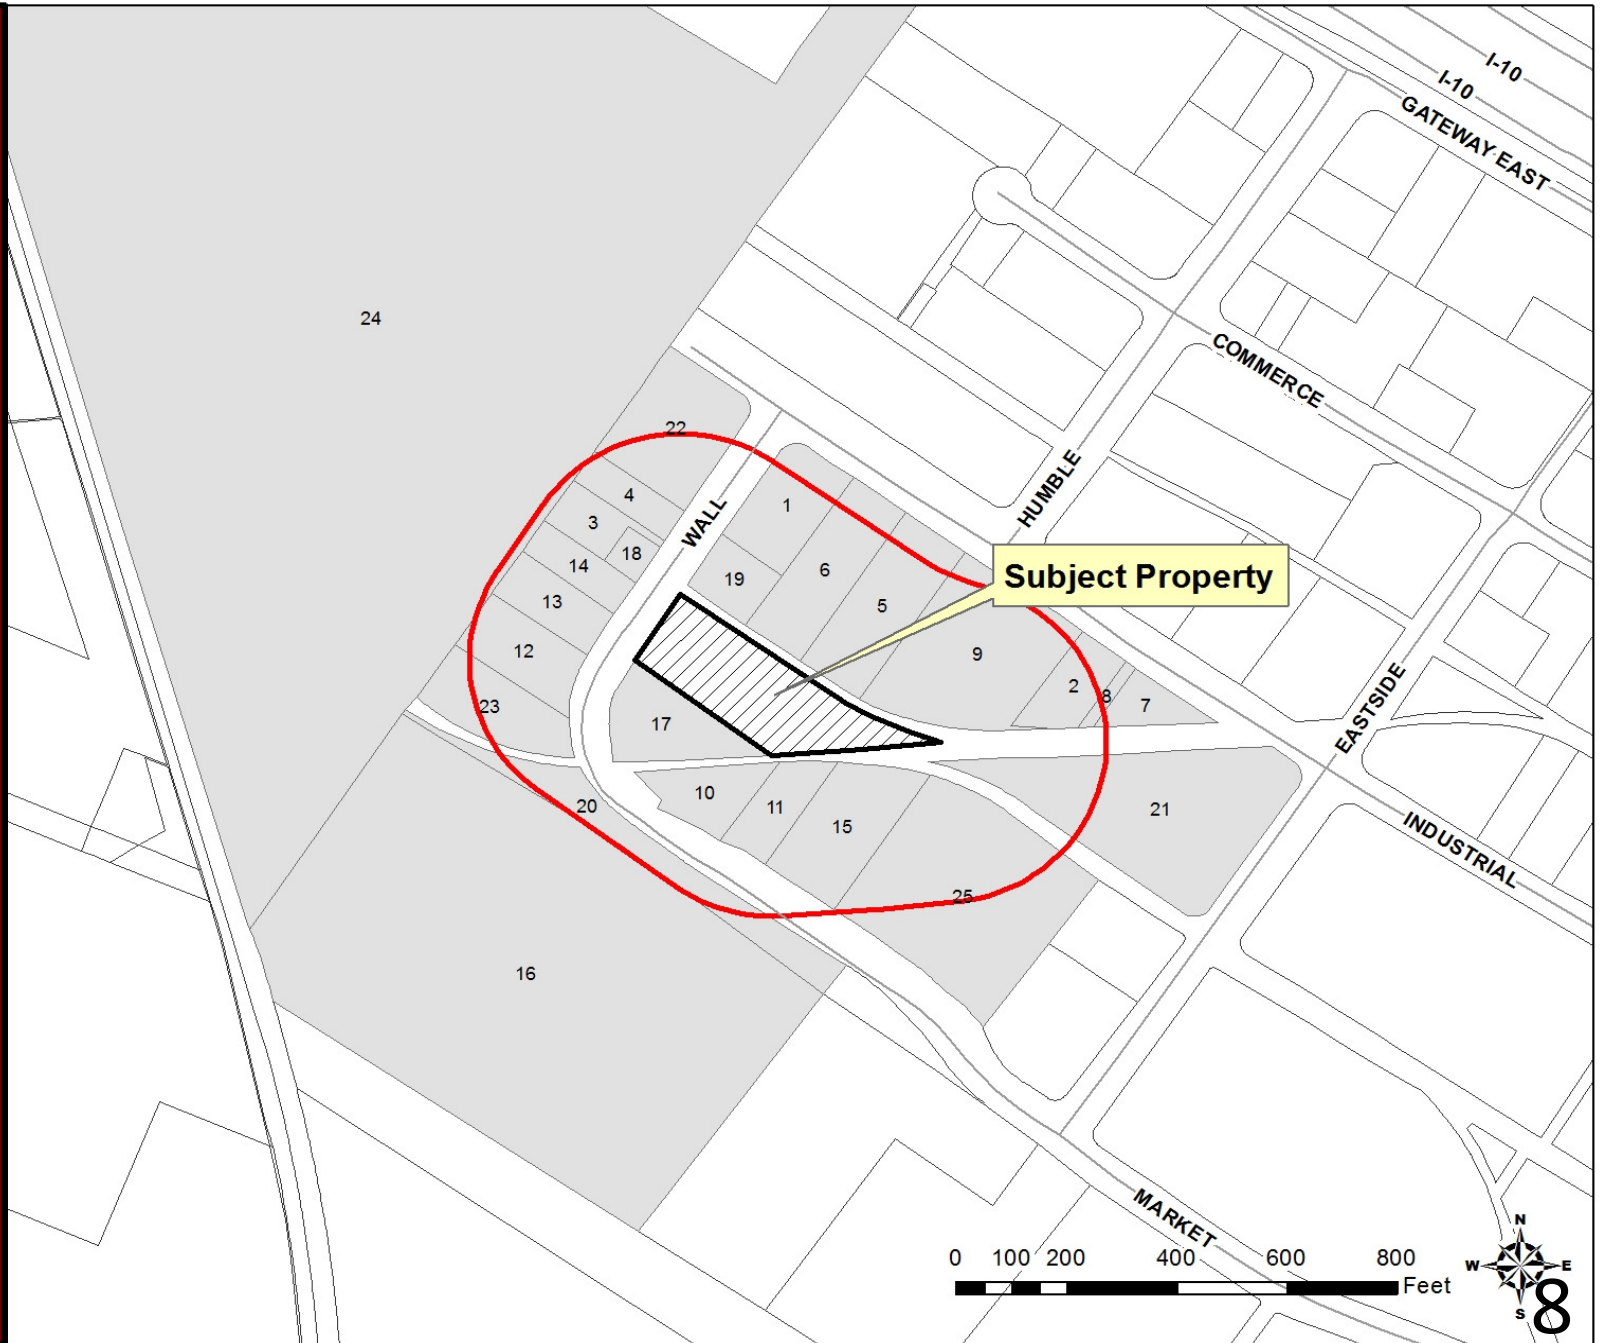 I-10
I-10
GATEWAY EAST
24
COMMERCE
22
HUMBLE
4
1
WALL
3
18
14
6
Subject Property
19
13
5
12
9
2
8
7
23
17
EASTSIDE
10
11
20
21
15
INDUSTRIAL
25
16
MARKET
N
W
E
S
0 100 200 400 600 800
Feet
8